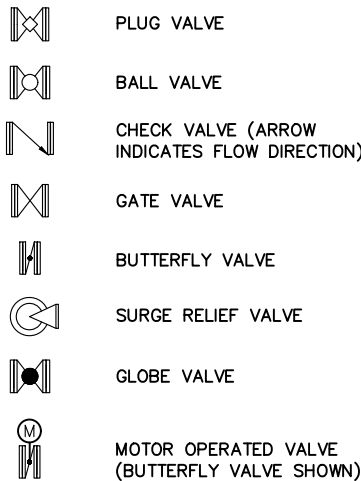 PLUG VALVE
BALL VALVE
CHECK VALVE (ARROW
INDICATES FLOW DIRECTION)
GATE VALVE
BUTTERFLY VALVE
SURGE RELIEF VALVE
GLOBE VALVE
M
MOTOR OPERATED VALVE
(BUTTERFLY VALVE SHOWN)